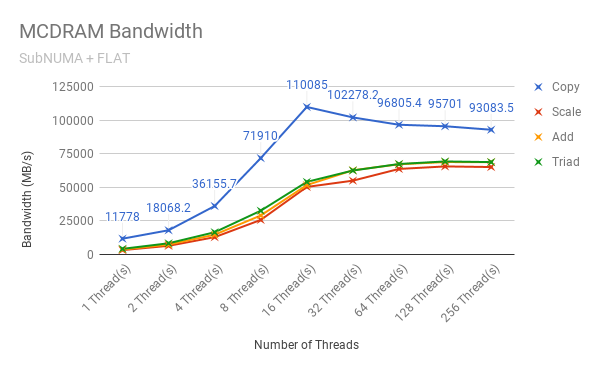 MCDRAM Bandwidth
SubNUMA + FLAT
125000
100000
75000
50000
25000
0
Bandwidth (MB/s)
11778
18068.2
36155.7
71910
110085
102278.2
96805.4
95701
93083.5
Copy
Scale
Add
Triad
1 Thread(s)
2 Thread(s)
4 Thread(s)
8 Thread(s)
16 Thread(s)
32 Thread(s)
64 Thread(s)
128 Thread(s)
256 Thread(s)
Number of Threads